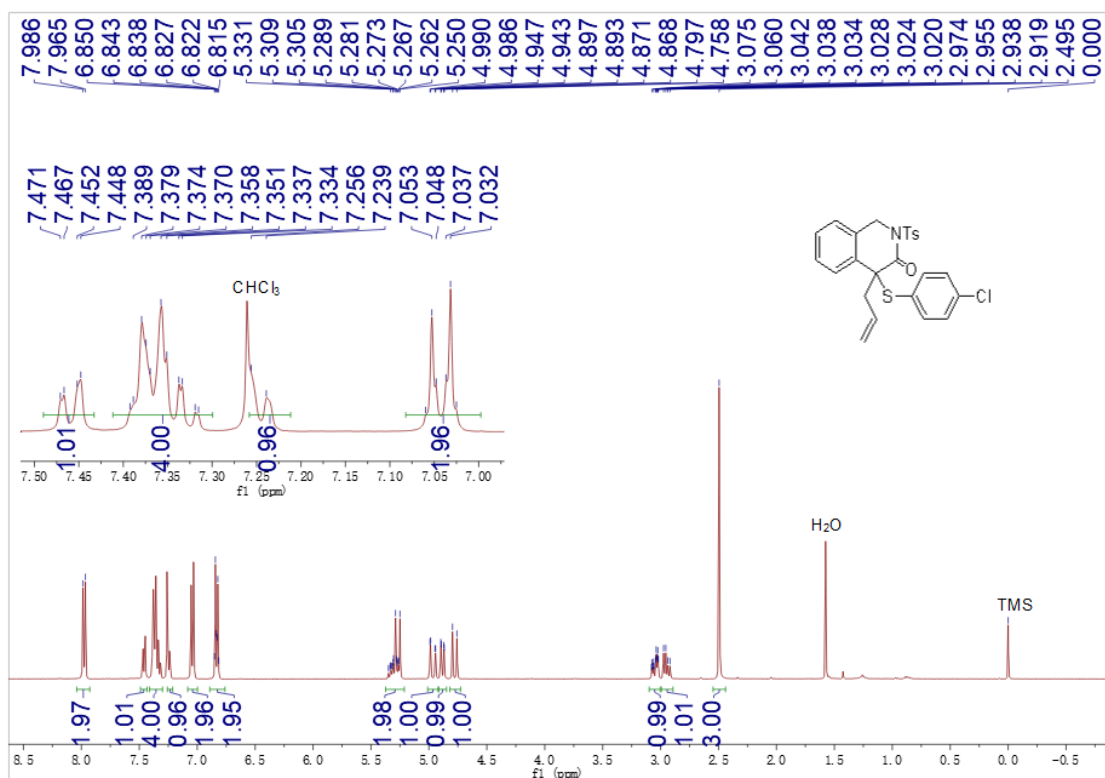 7.986 7.965 6.850 6.843 6.838 6.827 6.822 6.815 5.331 5.309 5.305 5.289 5.281 5.273 5.267 5.262 5.250 4.990 4.986 4.947 4.943 4.897 4.893 4.871 4.868 4.797 4.758 3.075 3.060 3.042 3.038 3.034 3.028 3.024 3.020 2.974 2.955 2.938 2.919 2.495 0.000
7.471 7.467 7.452 7.448 7.389 7.379 7.374 7.370 7.358 7.351 7.337 7.334 7.256 7.239 7.053 7.048 7.037 7.032
CHCl3
NTs
O
S
Cl
1.01 4.00 0.96 1.96
7.50 7.45 7.40 7.35 7.30 7.25 7.20 7.15 7.10 7.05 7.00
f1 (ppm)
H2O
TMS
1.97 1.01 4.00 0.96 1.96 1.95 1.98 1.00 0.99 1.00 0.99 1.01 3.00
8.5 8.0 7.5 7.0 6.5 6.0 5.5 5.0 4.5 4.0 3.5 3.0 2.5 2.0 1.5 1.0 0.5 0.0 -0.5
f1 (ppm)